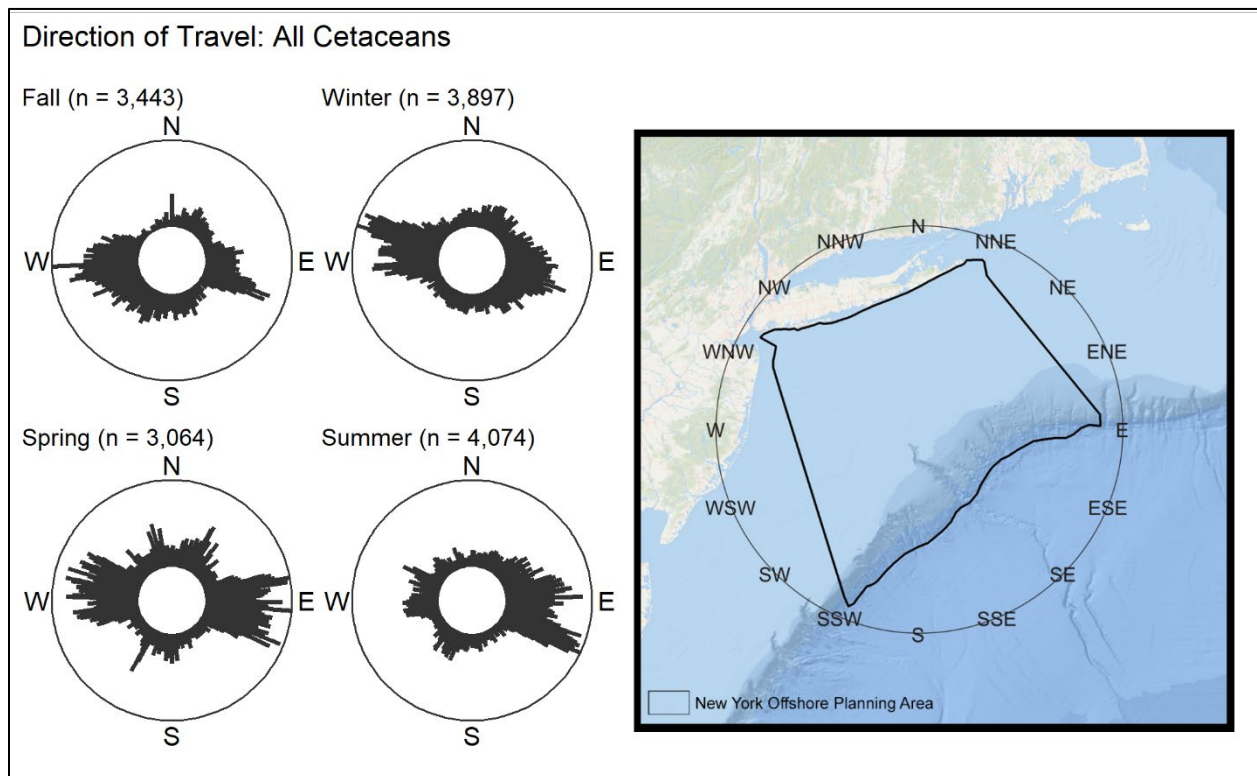 Direction of Travel: All Cetaceans
Fall (n = 3,443)
N
W
E
S
Winter (n = 3,897)
N
W
E
S
Spring (n = 3,064)
N
W
E
S
Summer (n = 4,074)
N
W
E
S
N
NNW
NNE
NW
NE
WNW
ENE
W
E
WSW
ESE
SW
SE
SSW
SSE
S
New York Offshore Planning Area